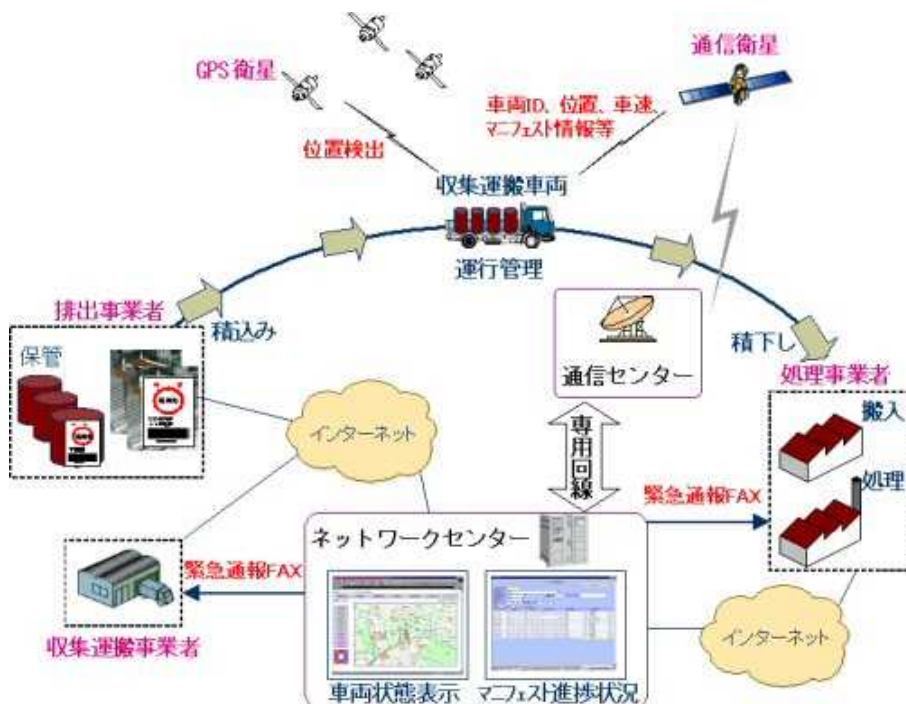 GPS衛星
通信衛星
車両ID、位置、車速、
マニフェスト情報等
位置検出
収集運搬車両
運行管理
排出事業者
積込み
保管
通信センター
積下し
処理事業者
搬入
処理
インターネット
専用回線
緊急通報FAX
ネットワークセンター
緊急通報FAX
収集運搬事業者
インターネット
車両状態表示
マニフェスト進捗状況